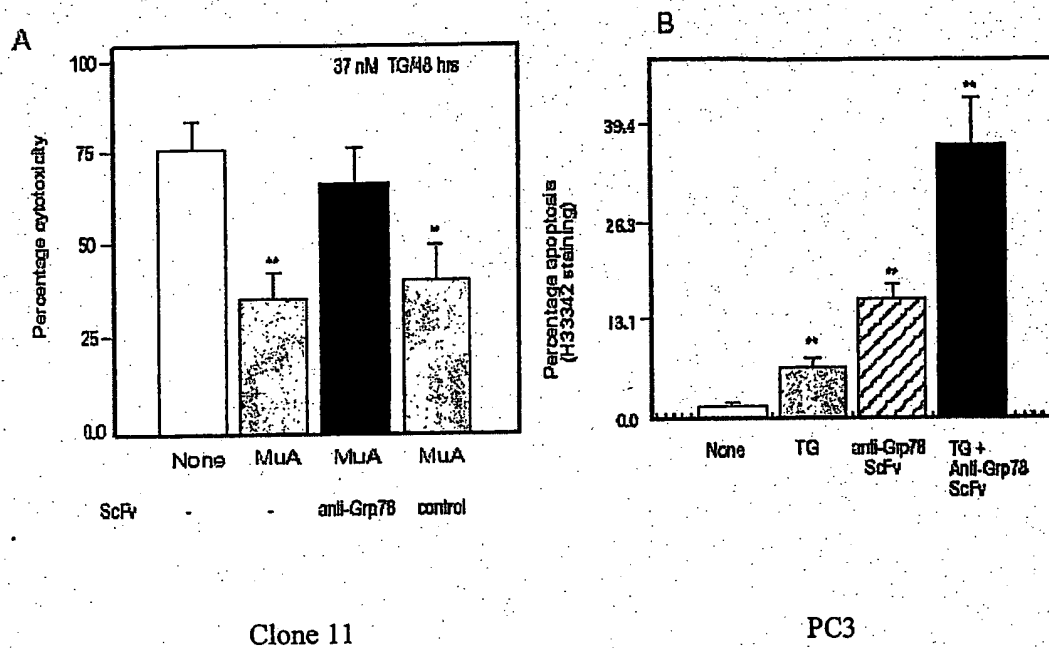 A
37 nM TG/48 hrs
Percentage cytotoxicity
100
75
50
25
0.0
**
**
None MuA MuA MuA
ScFv - - anti-Grp78 control
Clone 11
B
Percentage apoptosis
(H33342 staining)
39.4
26.3
13.1
0.0
**
**
**
None TG anti-Grp78 TG +
ScFv Anti-Grp78
ScFv
PC3